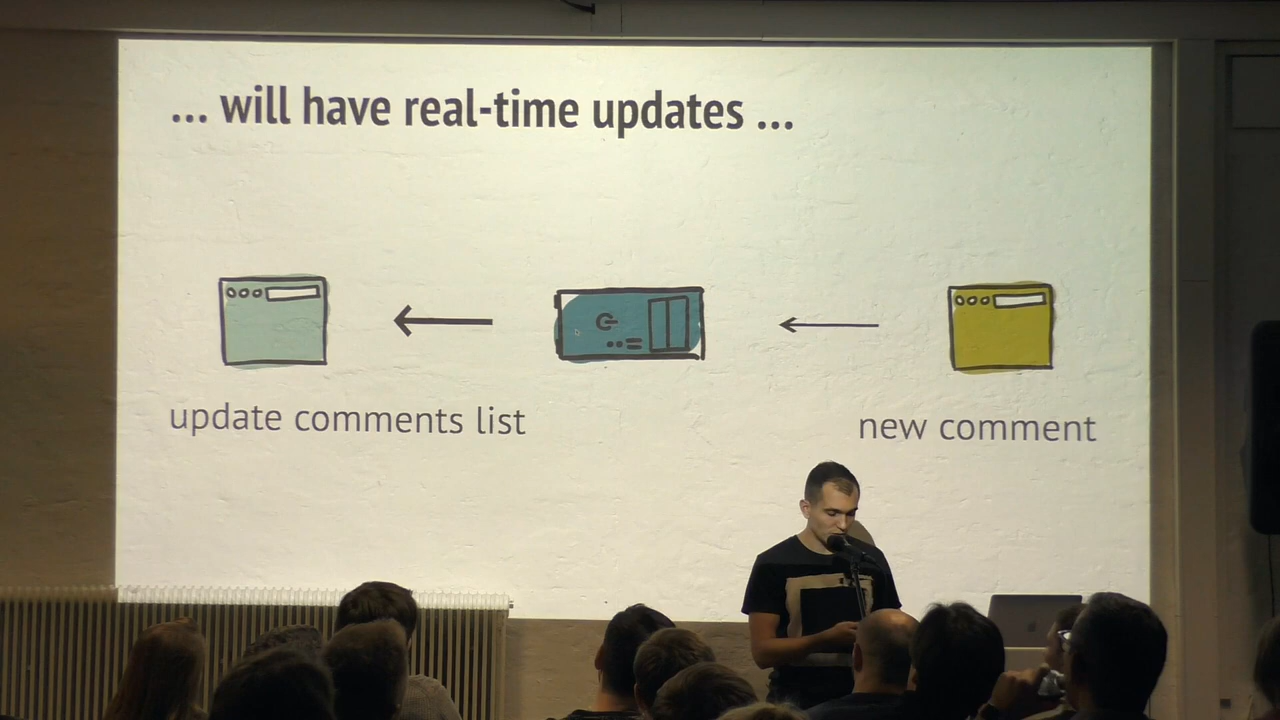 ... will have real-time updates ...
update comments list
new comment